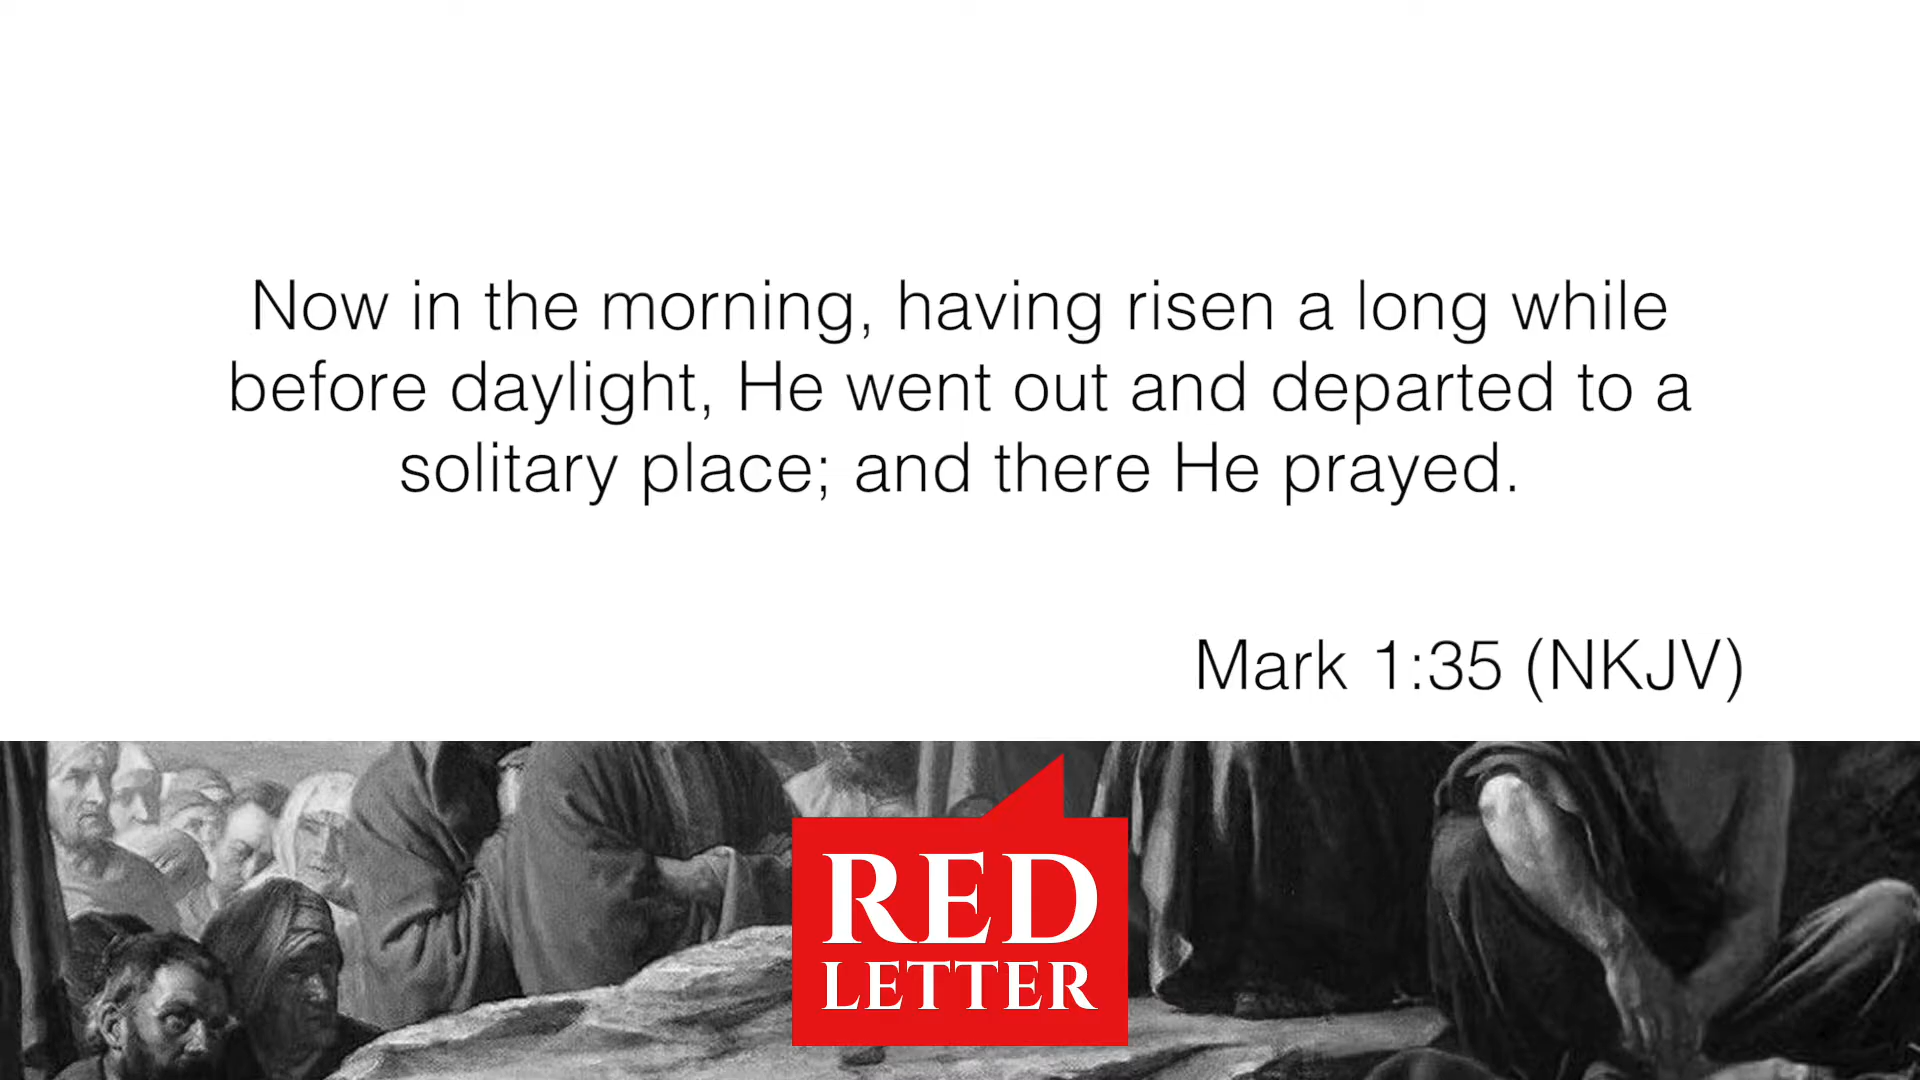 Now in the morning, having risen a long while
before daylight, He went out and departed to a
solitary place; and there He prayed.
Mark 1:35 (NKJV)
RED
LETTER